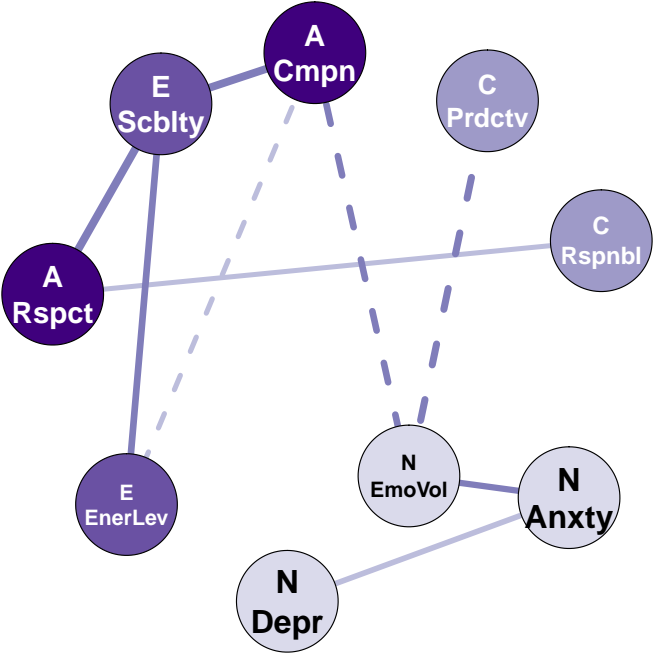 A
Cmpn
E
Scblty
C
Prdctv
C
Rspnbl
A
Rspct
E
EnerLev
N
EmoVol
N
Anxty
N
Depr